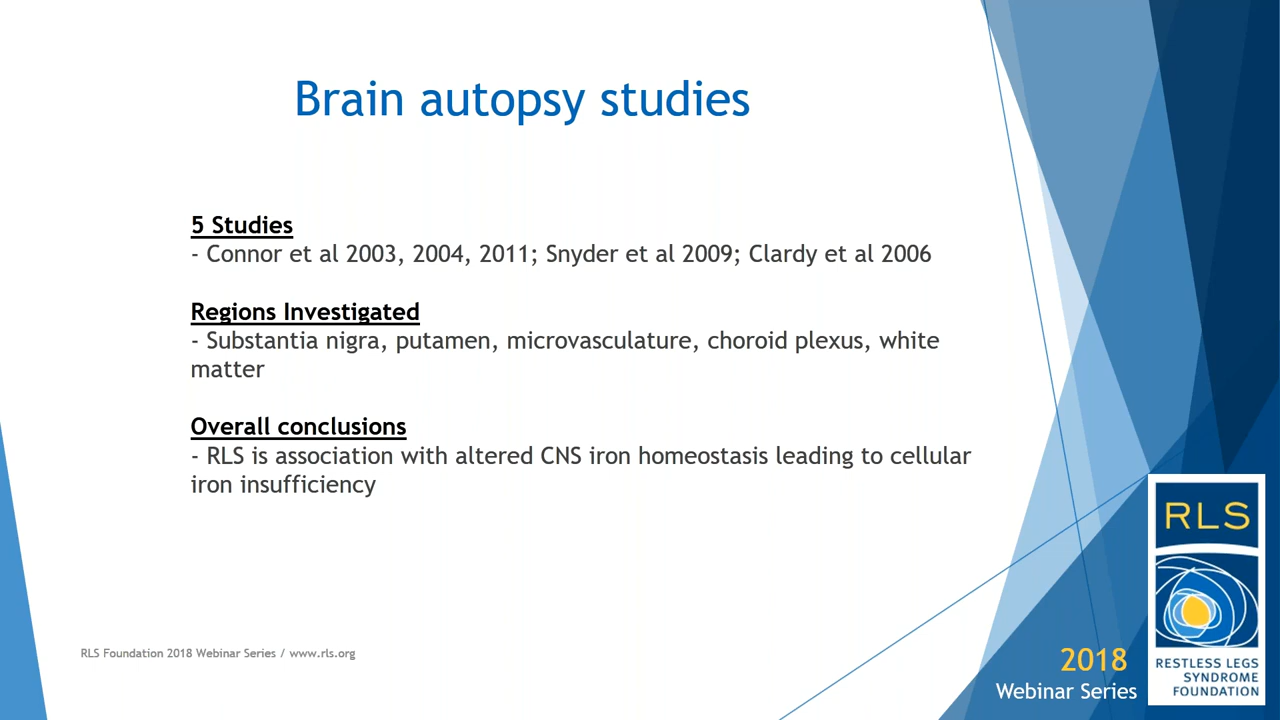 Brain autopsy studies
5 Studies
- Connor et al 2003, 2004, 2011; Snyder et al 2009; Clardy et al 2006
Regions Investigated
- Substantia nigra, putamen, microvasculature, choroid plexus, white
matter
Overall conclusions
- RLS is association with altered CNS iron homeostasis leading to cellular
iron insufficiency
RLS Foundation 2018 Webinar Series / www.rls.org
2018
Webinar Series
RLS
RESTLESS LEGS
SYNDROME
FOUNDATION